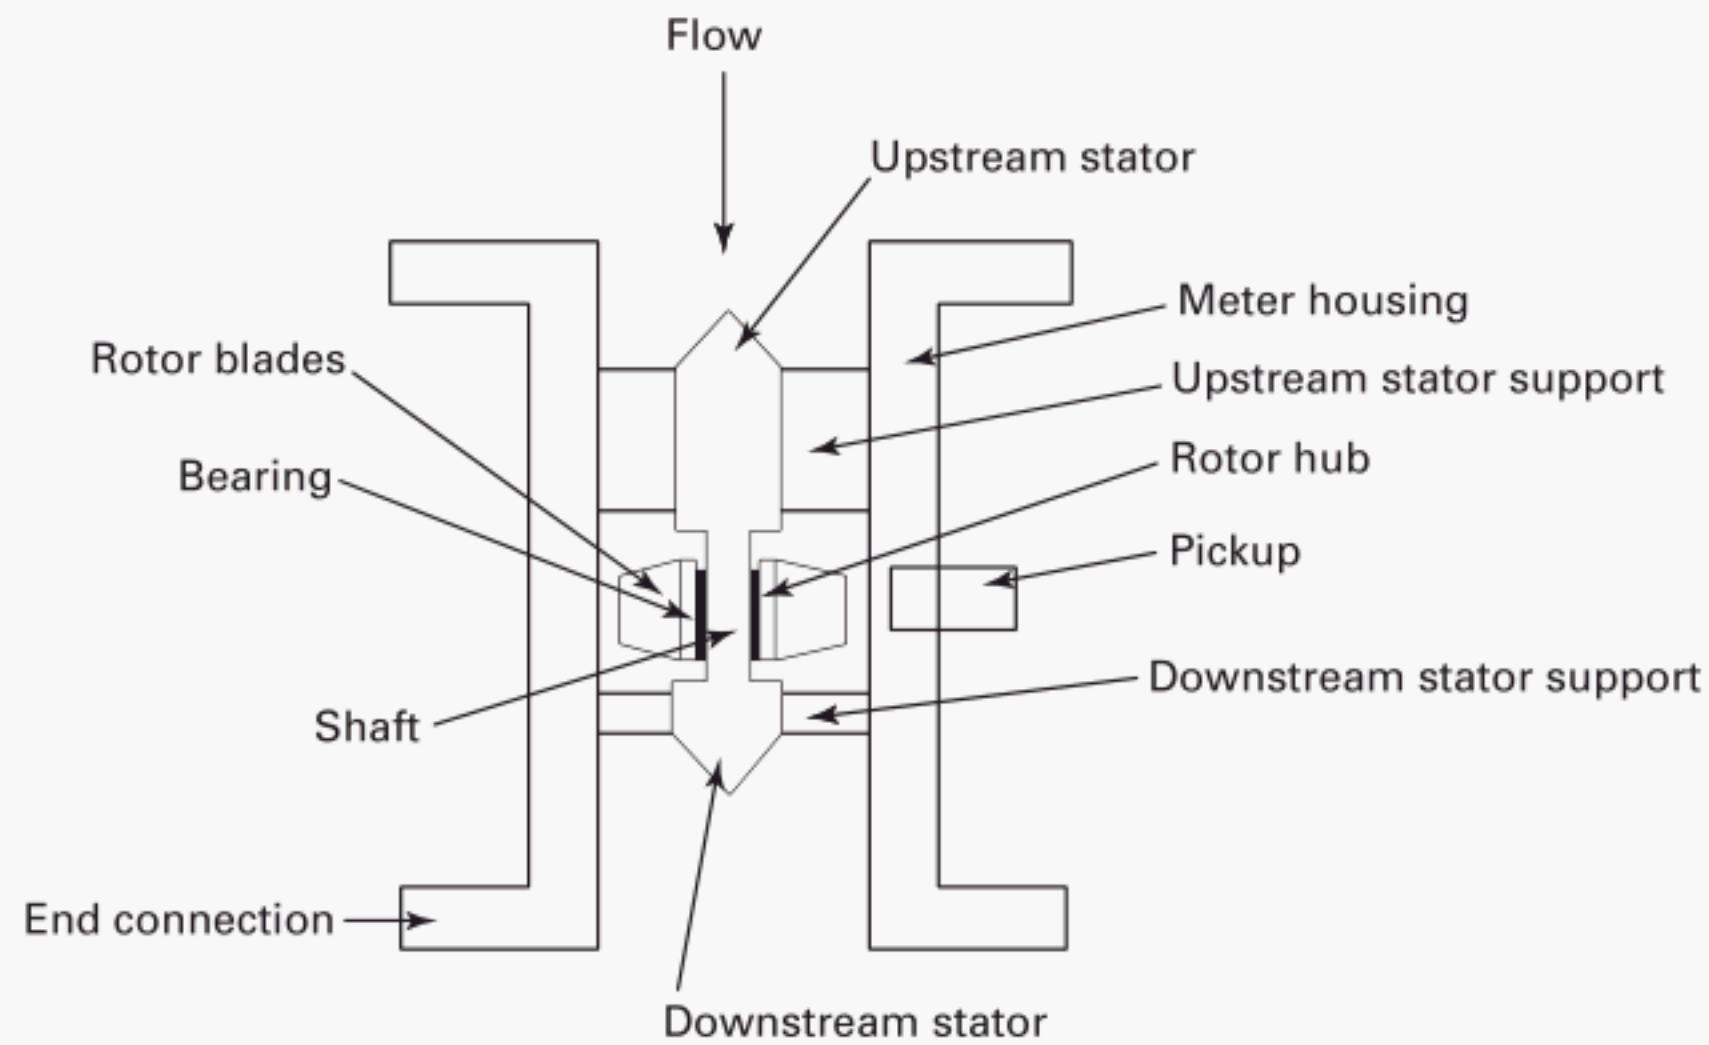 Flow
Upstream stator
Meter housing
Rotor blades
Upstream stator support
Rotor hub
Bearing
Pickup
Downstream stator support
Shaft
End connection
Downstream stator